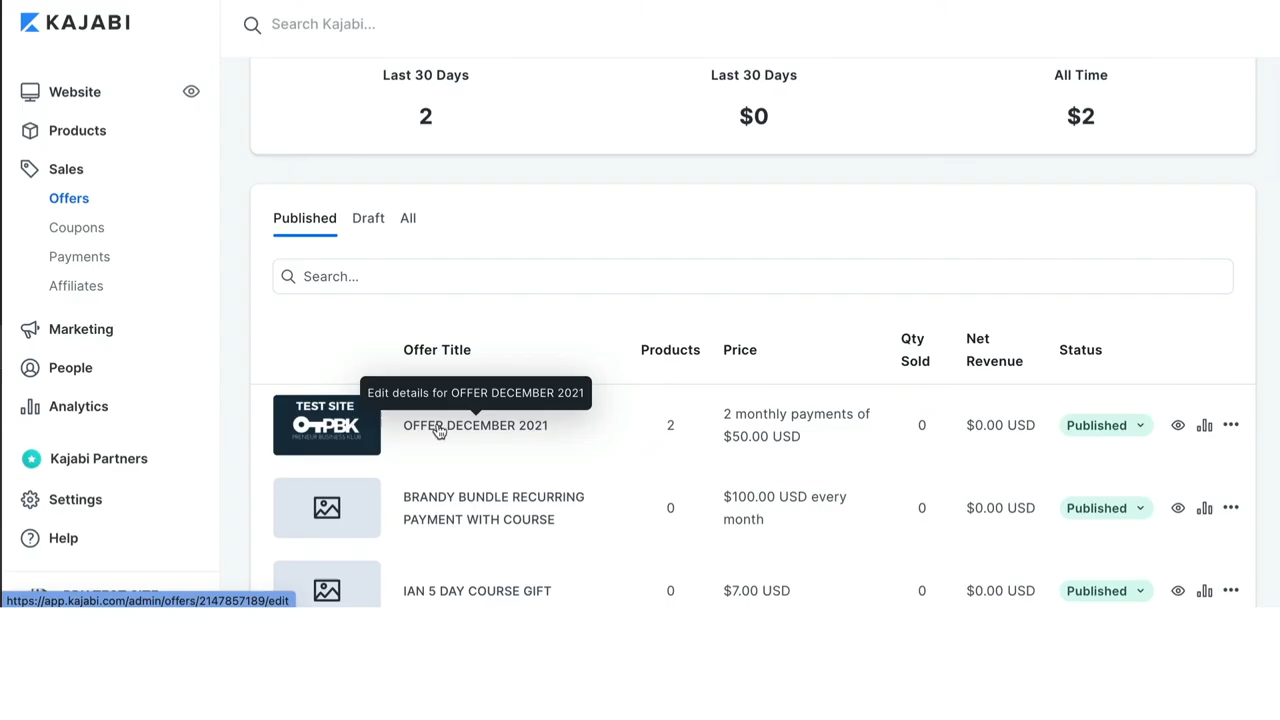 KAJABI
Search Kajabi...
Website
Products
Sales
Offers
Coupons
Payments
Affiliates
Marketing
People
Analytics
Kajabi Partners
Settings
Help
https://app.kajabi.com/admin/offers/2147857189/edit
Last 30 Days
2
Last 30 Days
$0
All Time
$2
Published Draft All
Search...
Offer Title Products Price Qty Sold Net Revenue Status
Edit details for OFFER DECEMBER 2021
TEST SITE
PBK
PRENEUR BUSINESS KLUB
OFFER DECEMBER 2021
2
2 monthly payments of
$50.00 USD
0
$0.00 USD
Published
BRANDY BUNDLE RECURRING
PAYMENT WITH COURSE
0
$100.00 USD every
month
0
$0.00 USD
Published
IAN 5 DAY COURSE GIFT
0
$7.00 USD
0
$0.00 USD
Published